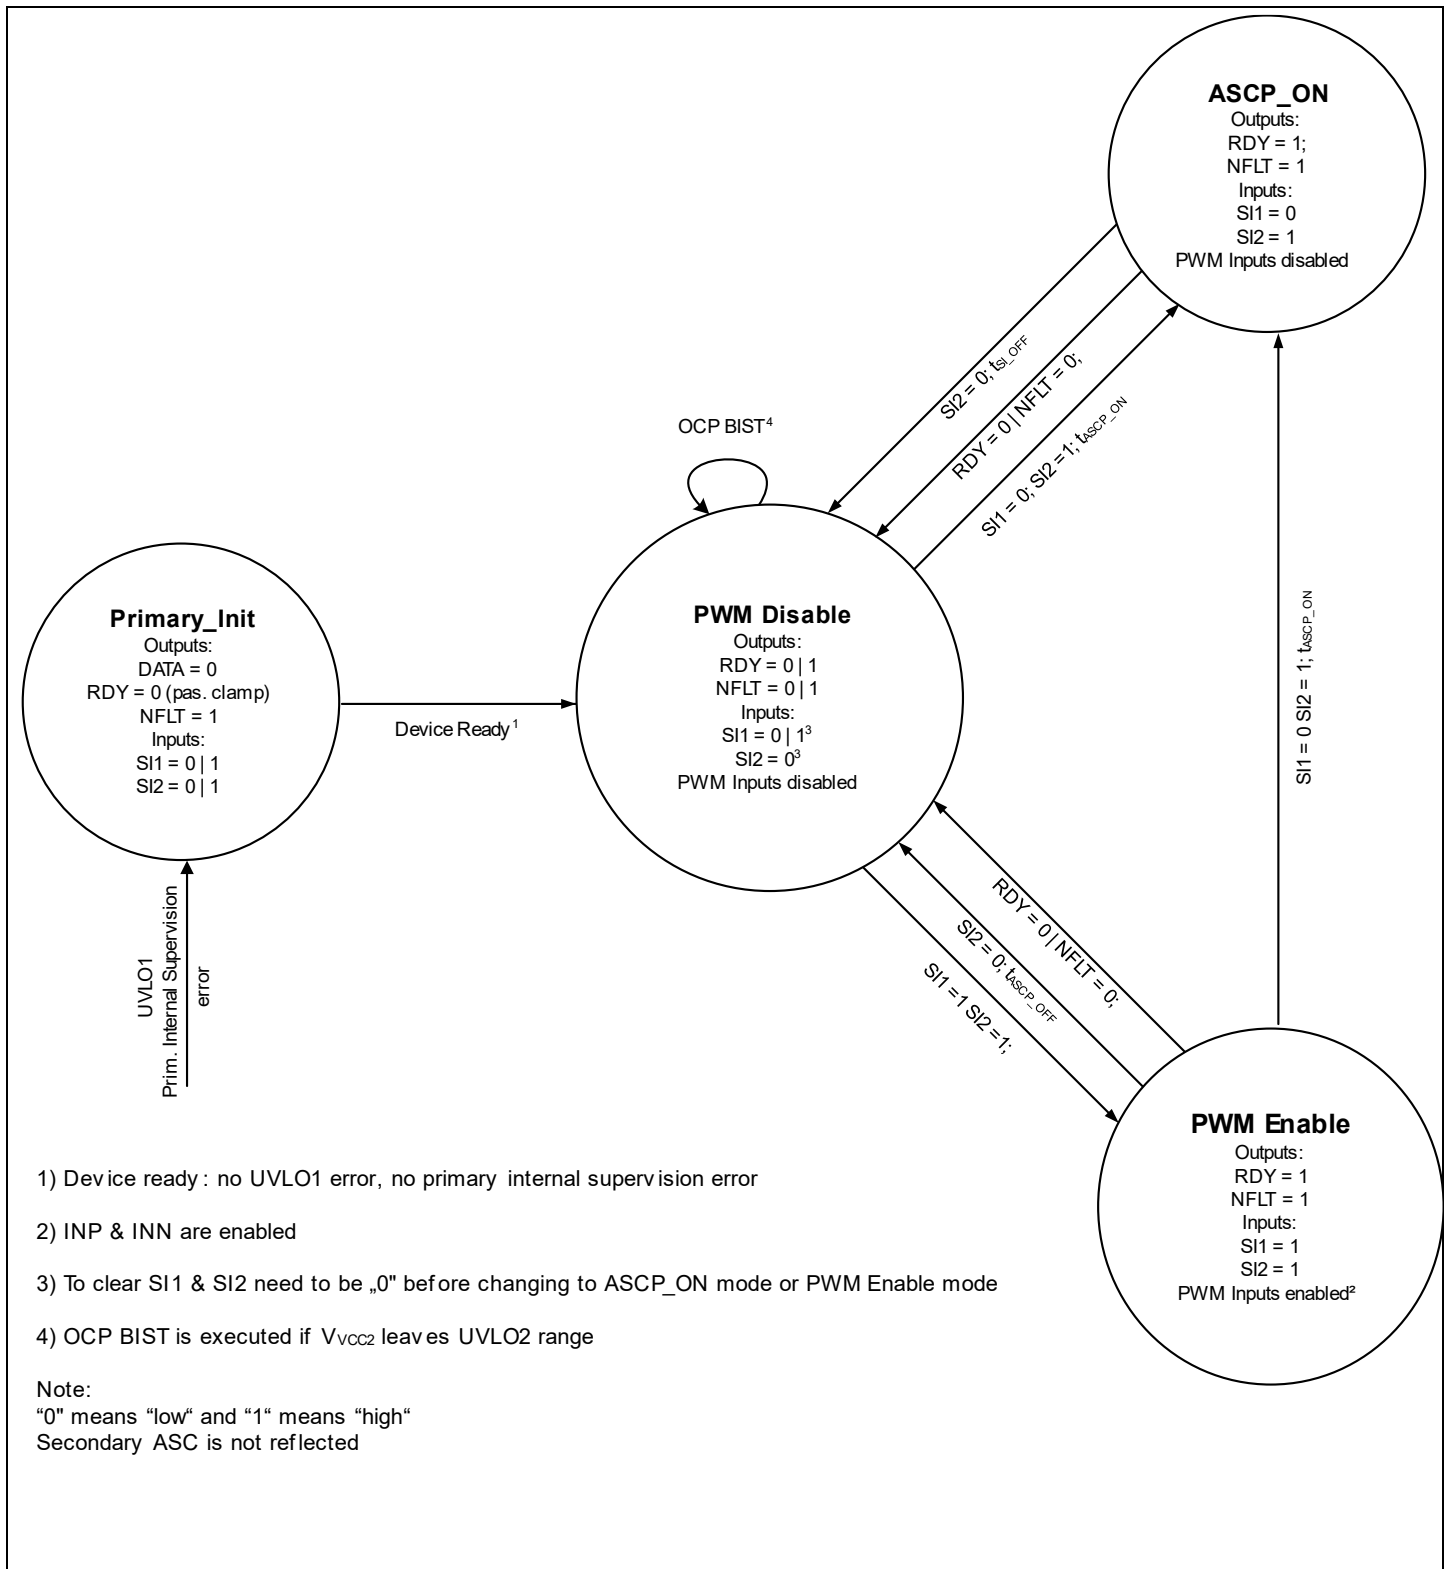 ASCP_ON
Outputs:
RDY = 1;
NFLT = 1
Inputs:
SI1 = 0
SI2 = 1
PWM Inputs disabled
SI2 = 0; tSI_OFF
RDY = 0 | NFLT = 0;
SI1 = 0; SI2 =1; tASCP_ON
OCP BIST⁴
Primary_Init
Outputs:
DATA = 0
RDY = 0 (pas. clamp)
NFLT = 1
Inputs:
SI1 = 0 | 1
SI2 = 0 | 1
Device Ready¹
PWM Disable
Outputs:
RDY = 0 | 1
NFLT = 0 | 1
Inputs:
SI1 = 0 | 1³
SI2 = 0³
PWM Inputs disabled
SI1 = 0 SI2 = 1; tASCP_ON
UVLO1
Prim. Internal Supervision
error
RDY = 0 | NFLT = 0;
SI2 = 0; tASCP_OFF
SI1 =1 SI2 =1;
PWM Enable
Outputs:
RDY = 1
NFLT = 1
Inputs:
SI1 = 1
SI2 = 1
PWM Inputs enabled²
1) Device ready : no UVLO1 error, no primary internal supervision error
2) INP & INN are enabled
3) To clear SI1 & SI2 need to be „0" before changing to ASCP_ON mode or PWM Enable mode
4) OCP BIST is executed if VVCC2 leaves UVLO2 range
Note:
“0" means “low“ and “1“ means “high“
Secondary ASC is not reflected